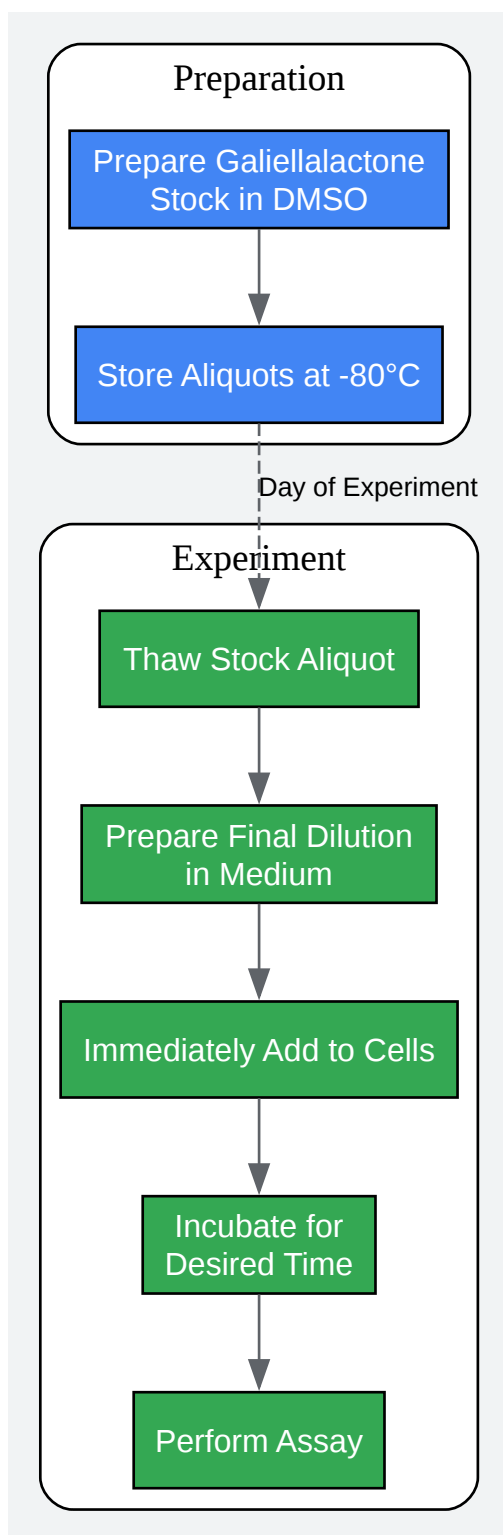 Preparation
Prepare Galiellalactone
Stock in DMSO
Store Aliquots at -80°C
Day of Experiment
Experiment
Thaw Stock Aliquot
Prepare Final Dilution
in Medium
Immediately Add to Cells
Incubate for
Desired Time
Perform Assay